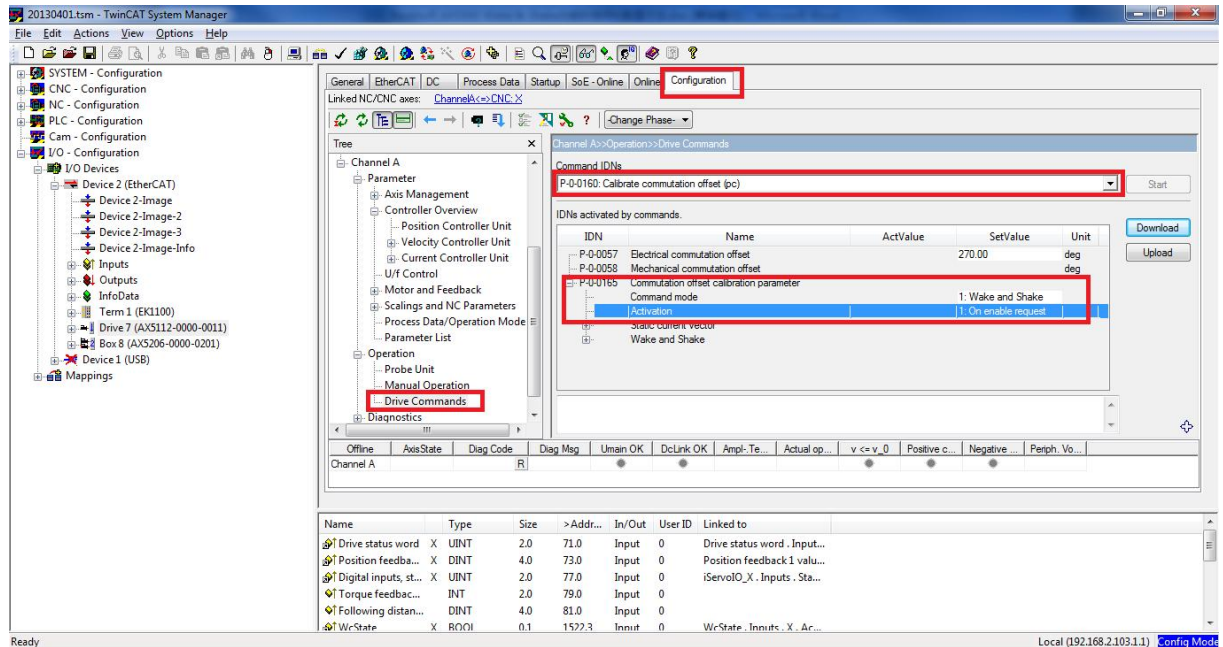 20130401.tsm - TwinCAT System Manager
File Edit Actions View Options Help
SYSTEM - Configuration
CNC - Configuration
NC - Configuration
PLC - Configuration
Cam - Configuration
I/O - Configuration
I/O Devices
Device 2 (EtherCAT)
Device 2-Image
Device 2-Image-2
Device 2-Image-3
Device 2-Image-Info
Inputs
Outputs
InfoData
Term 1 (EK1100)
Drive 7 (AX5112-0000-0011)
Box 8 (AX5206-0000-0201)
Device 1 (USB)
Mappings
General EtherCAT DC Process Data Startup SoE - Online Online Configuration
Linked NC/CNC axes: ChannelA<=>CNC: X
-Change Phase-
Tree
Channel A
Parameter
Axis Management
Controller Overview
Position Controller Unit
Velocity Controller Unit
Current Controller Unit
U/f Control
Motor and Feedback
Scalings and NC Parameters
Process Data/Operation Mode
Parameter List
Operation
Probe Unit
Manual Operation
Drive Commands
Diagnostics
Channel A>>Operation>>Drive Commands
Command IDNs
P-0-0160: Calibrate commutation offset (pc)
Start
IDNs activated by commands.
Download
Upload
IDN Name ActValue SetValue Unit
P-0-0057 Electrical commutation offset 270.00 deg
P-0-0058 Mechanical commutation offset deg
P-0-0165 Commutation offset calibration parameter
Command mode 1: Wake and Shake
Activation 1: On enable request
Static current vector
Wake and Shake
Offline AxisState Diag Code Diag Msg Umain OK DcLink OK Ampl-.Te... Actual op... v <= v_0 Positive c... Negative ... Periph. Vo...
Channel A R
Name Type Size >Addr... In/Out User ID Linked to
Drive status word X UINT 2.0 71.0 Input 0 Drive status word . Input...
Position feedba... X DINT 4.0 73.0 Input 0 Position feedback 1 valu...
Digital inputs, st... X UINT 2.0 77.0 Input 0 iServoIO_X . Inputs . Sta...
Torque feedbac... INT 2.0 79.0 Input 0
Following distan... DINT 4.0 81.0 Input 0
WcState X BOOL 0.1 1522.3 Input 0 WcState . Inputs . X . Ac...
Ready
Local (192.168.2.103.1.1) Config Mode